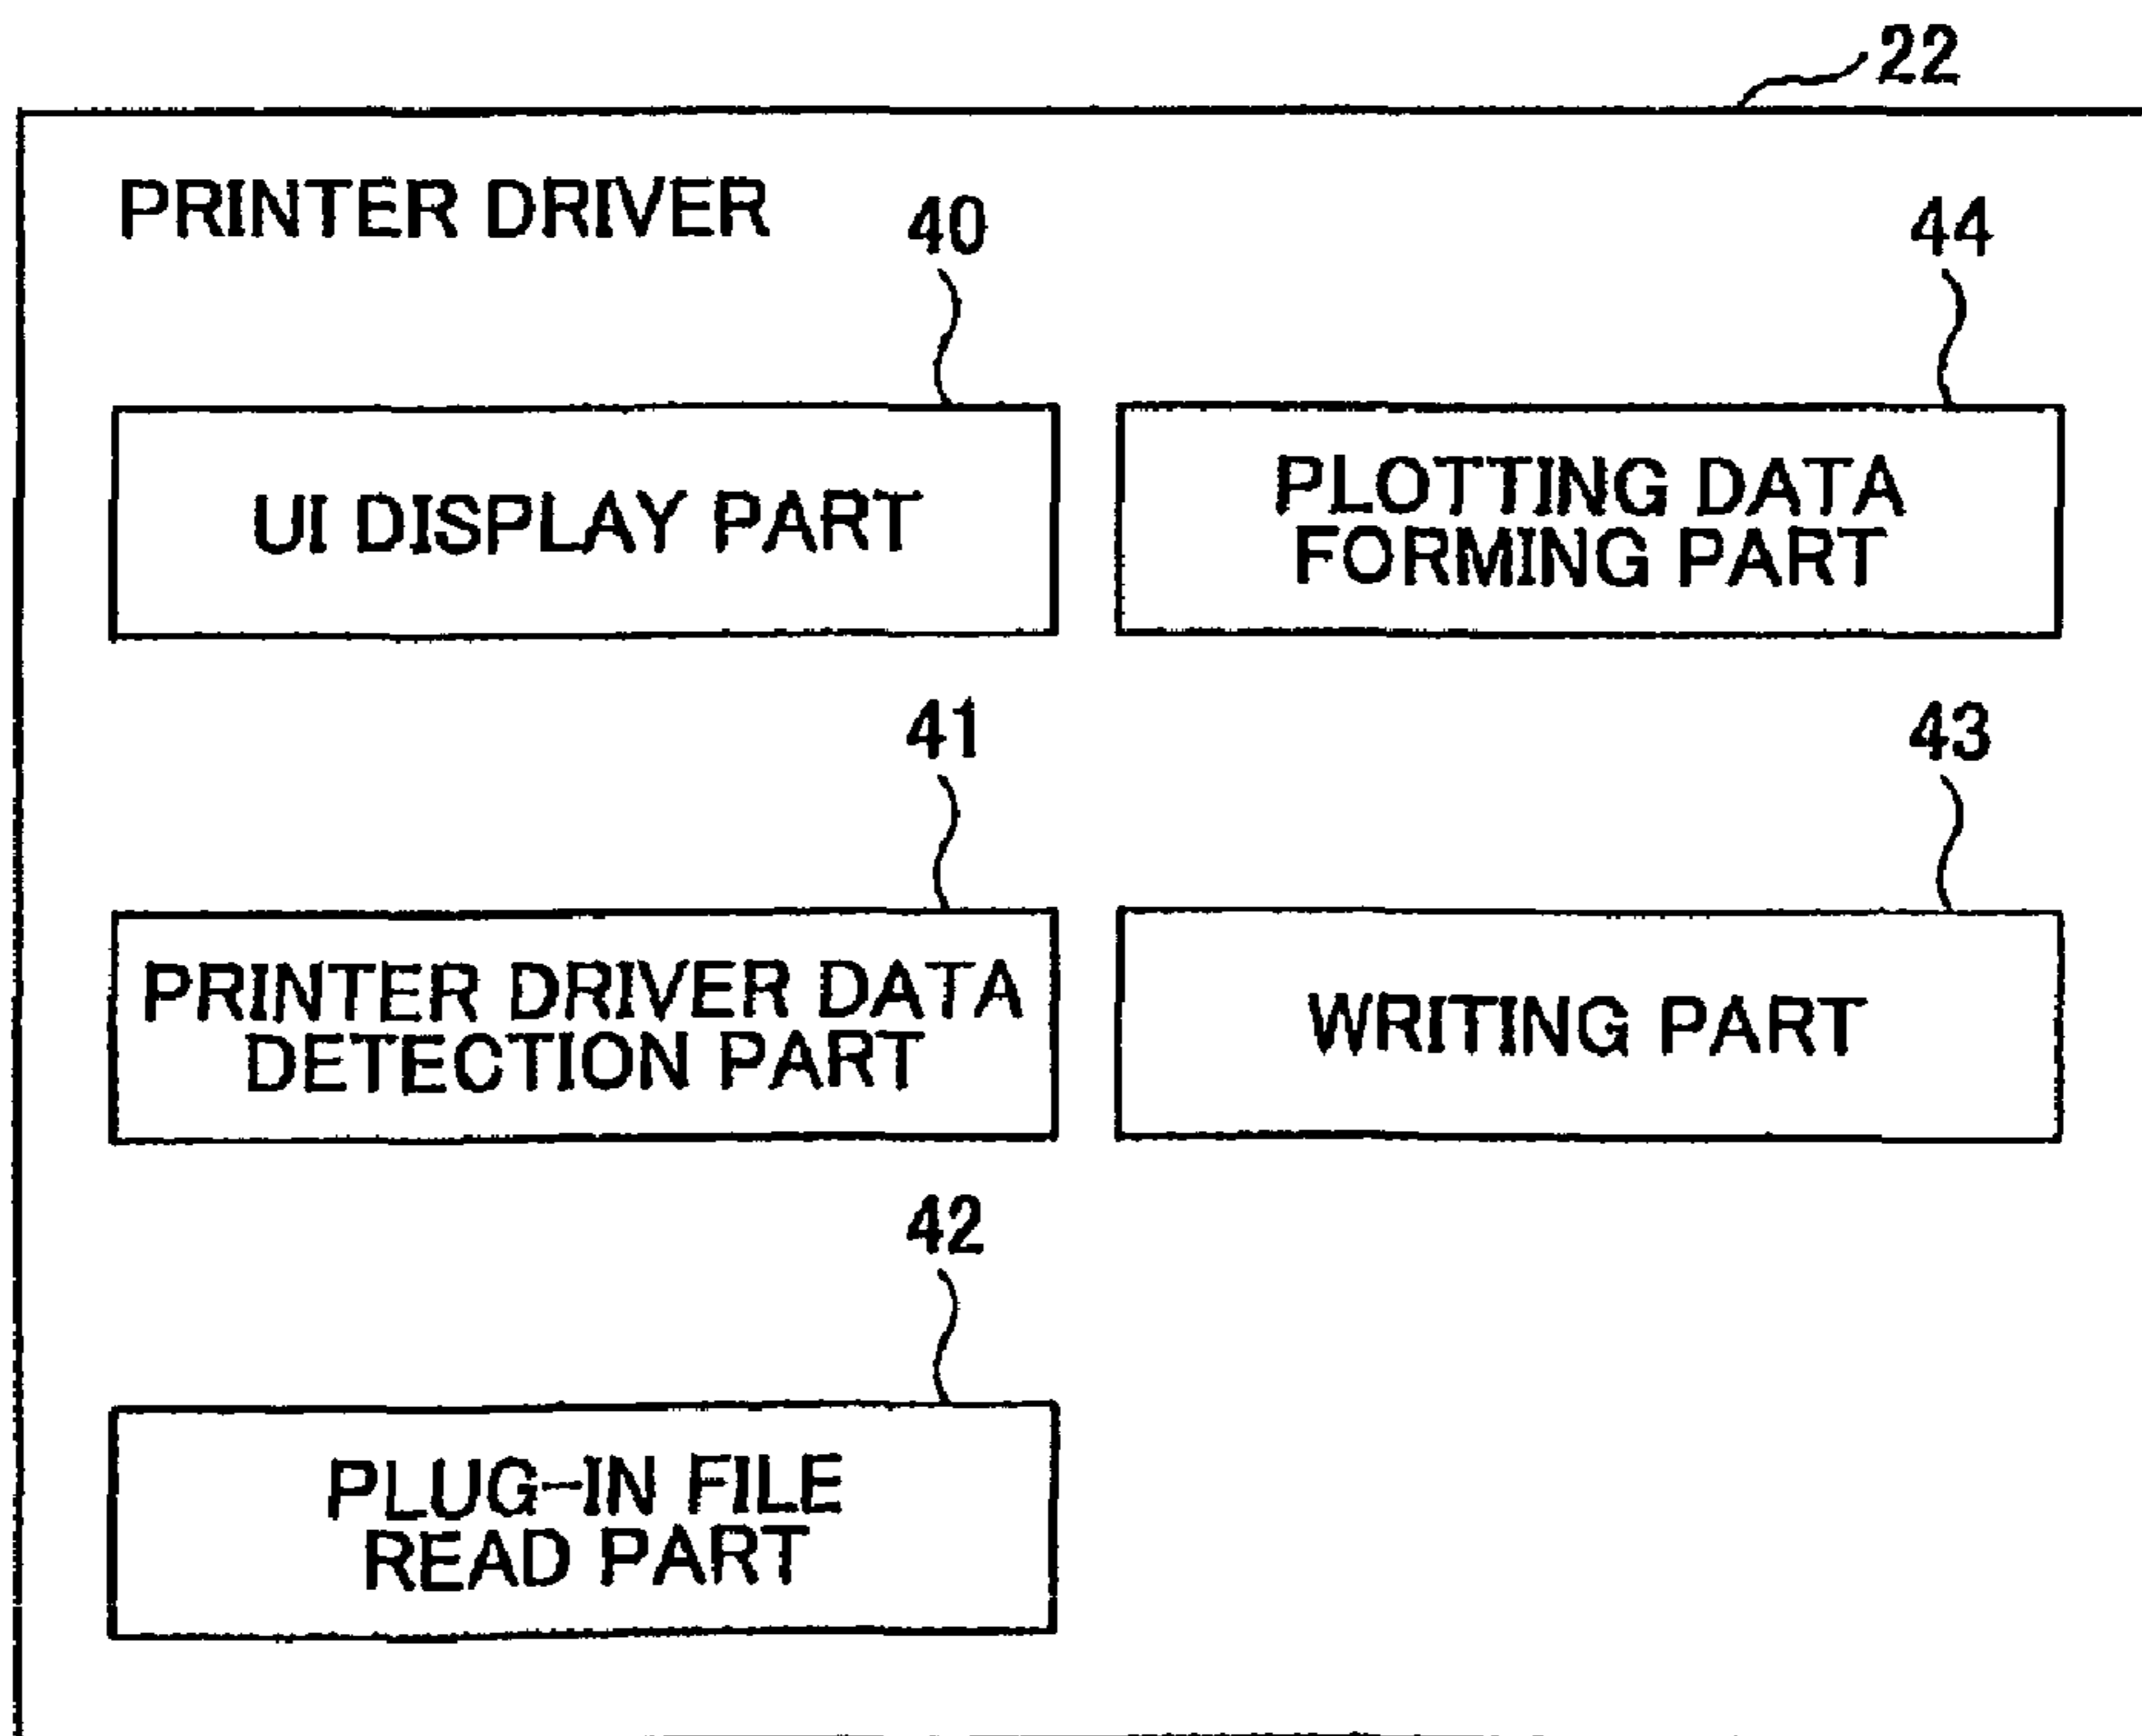 22
PRINTER DRIVER
40
44
UI DISPLAY PART
PLOTTING DATA
FORMING PART
41
43
PRINTER DRIVER DATA
DETECTION PART
WRITING PART
42
PLUG-IN FILE
READ PART